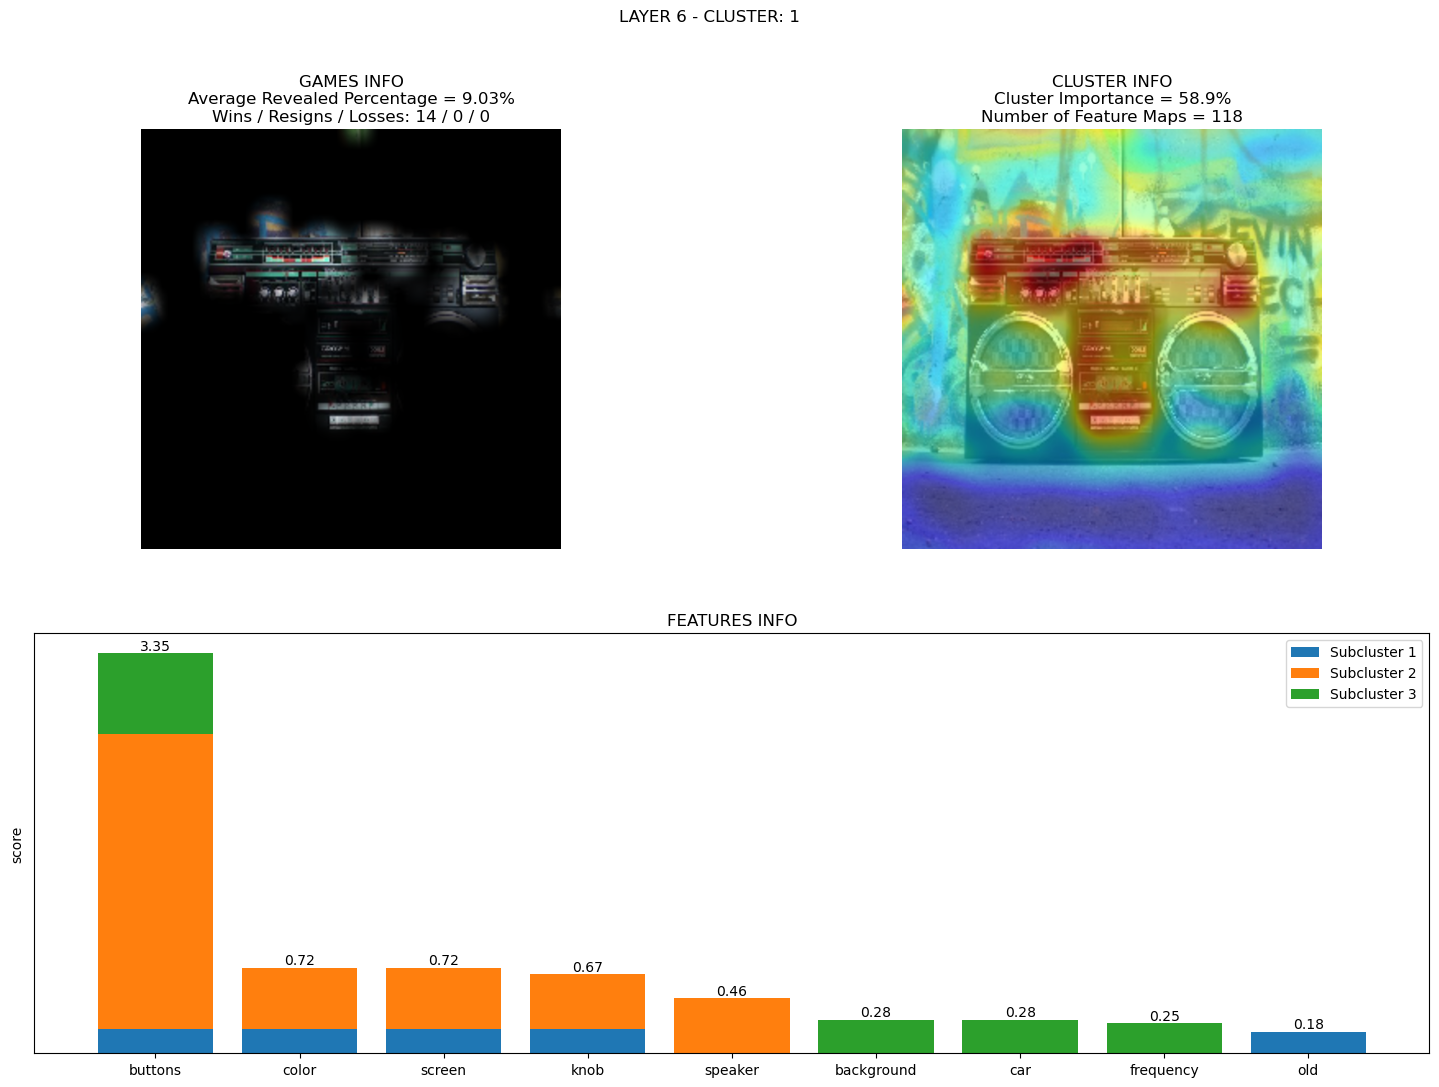 LAYER 6 - CLUSTER: 1
GAMES INFO
Average Revealed Percentage = 9.03%
Wins / Resigns / Losses: 14 / 0 / 0
CLUSTER INFO
Cluster Importance = 58.9%
Number of Feature Maps = 118
EVIN
ECK
FEATURES INFO
Subcluster 1
Subcluster 2
Subcluster 3
score
3.35
0.72
0.72
0.67
0.46
0.28
0.28
0.25
0.18
buttons
color
screen
knob
speaker
background
car
frequency
old